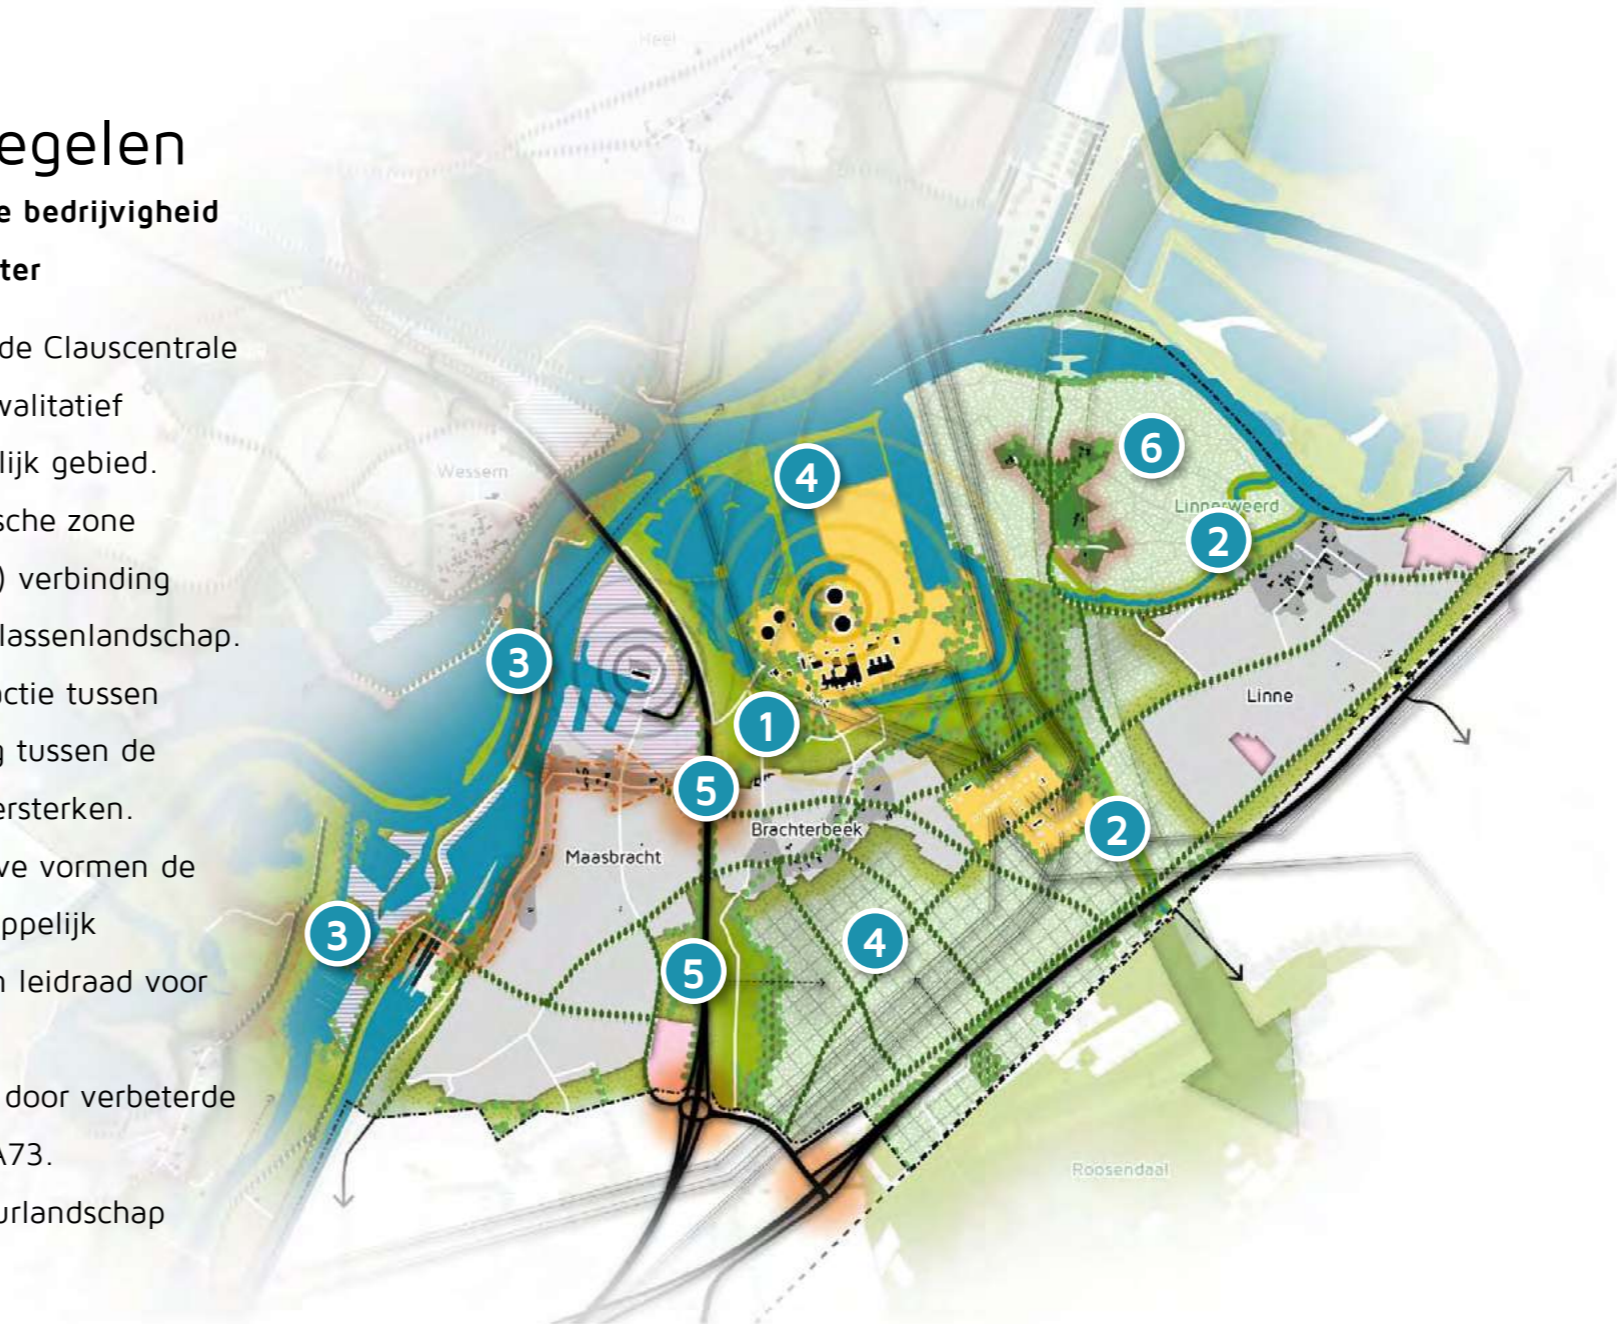 egelen
e bedrijvigheid
ter
de Clauscentrale
walitatief
lijk gebied.
sche zone
) verbinding
lassenlandschap.
actie tussen
g tussen de
ersterken.
ve vormen de
ppelijk
n leidraad voor
door verbeterde
A73.
urlandschap
Heel
Wessem
4
6
Linnerweerd
2
3
Linne
1
5
Brachterbeek
2
Maasbracht
3
4
5
Roosendaal